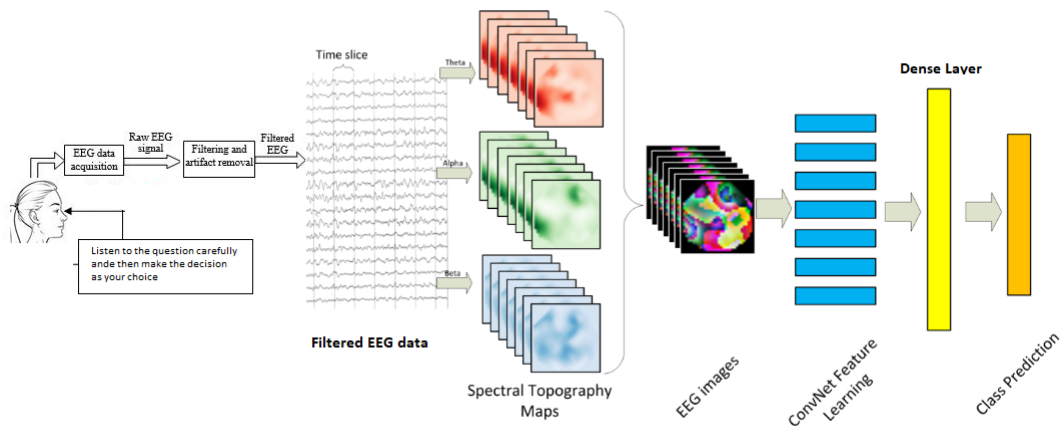 Time slice
Theta
Dense Layer
Raw EEG
signal
Filtered
EEG
EEG data
acquisition
Filtering and
artifact removal
Alpha
Listen to the question carefully
ande then make the decision
as your choice
Beta
Filtered EEG data
Spectral Topography
Maps
EEG images
ConvNet Feature
Learning
Class Prediction